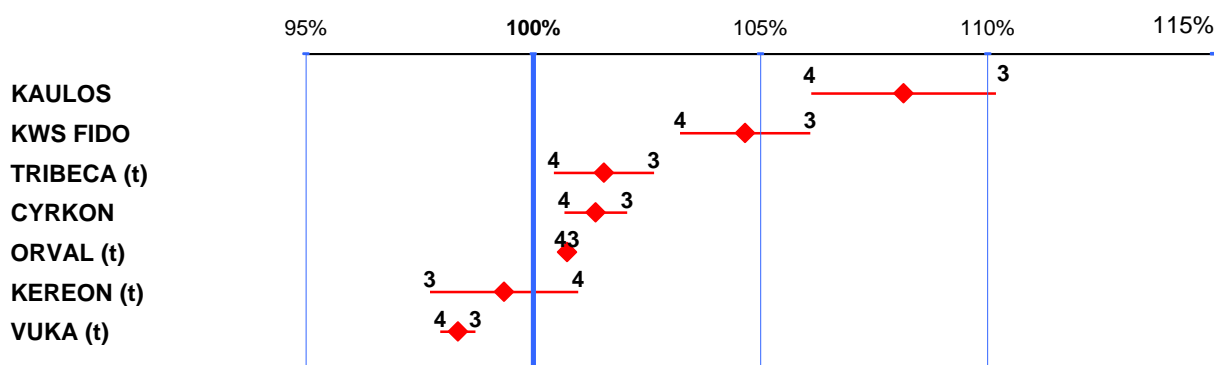 95% 100% 105% 110% 115%
KAULOS 4 3
KWS FIDO 4 3
TRIBECA (t) 4 3
CYRKON 4 3
ORVAL (t) 43
KEREON (t) 3 4
VUKA (t) 4 3